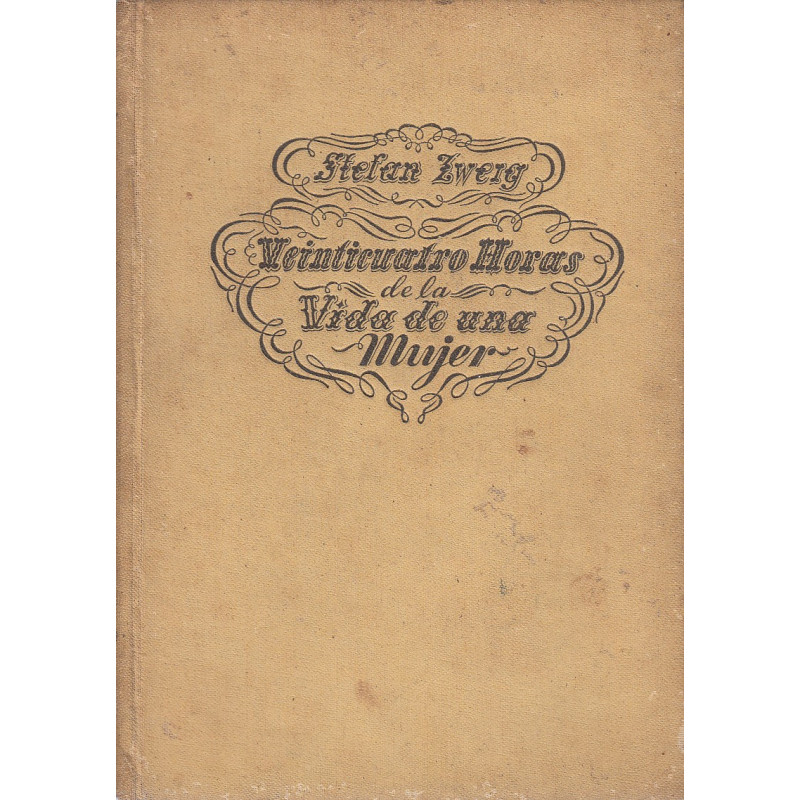 Stefan Zweig
Veinticuatro Horas
de la
Vida de una
Mujer